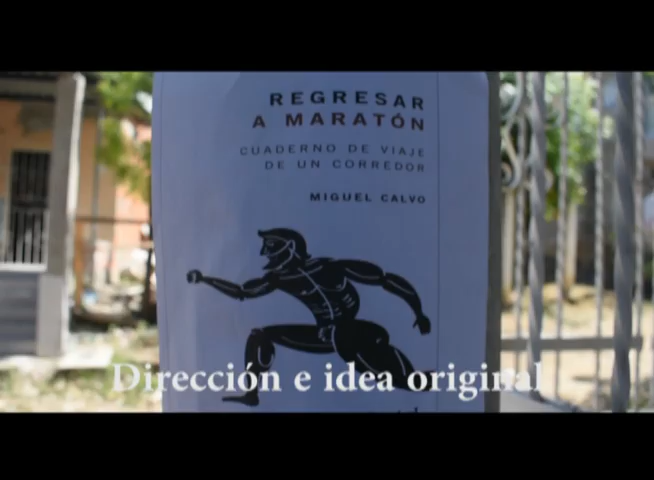 REGRESAR
A MARATÓN
CUADERNO DE VIAJE
DE UN CORREDOR
MIGUEL CALVO
Dirección e idea original